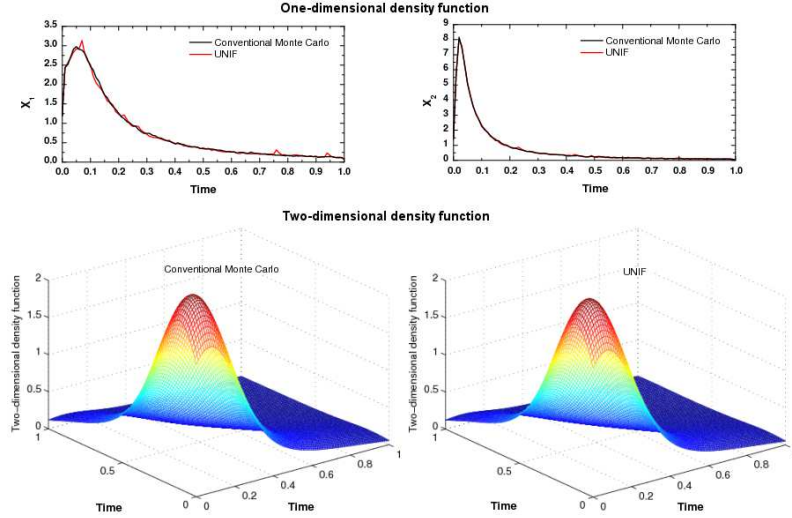 One-dimensional density function
3.5
3.0
2.5
2.0
1.5
1.0
0.5
0.0
X1
Conventional Monte Carlo
UNIF
0.0 0.1 0.2 0.3 0.4 0.5 0.6 0.7 0.8 0.9 1.0
Time
9
8
7
6
5
4
3
2
1
0
X2
Conventional Monte Carlo
UNIF
0.0 0.1 0.2 0.3 0.4 0.5 0.6 0.7 0.8 0.9 1.0
Time
Two-dimensional density function
Two-dimensional density function
2
1.5
1
0.5
0
Conventional Monte Carlo
1
0.5
0
Time
0 0.2 0.4 0.6 0.8 1
Time
Two-dimensional density function
2
1.5
1
0.5
0
UNIF
1
0.5
0
Time
0 0.2 0.4 0.6 0.8
Time